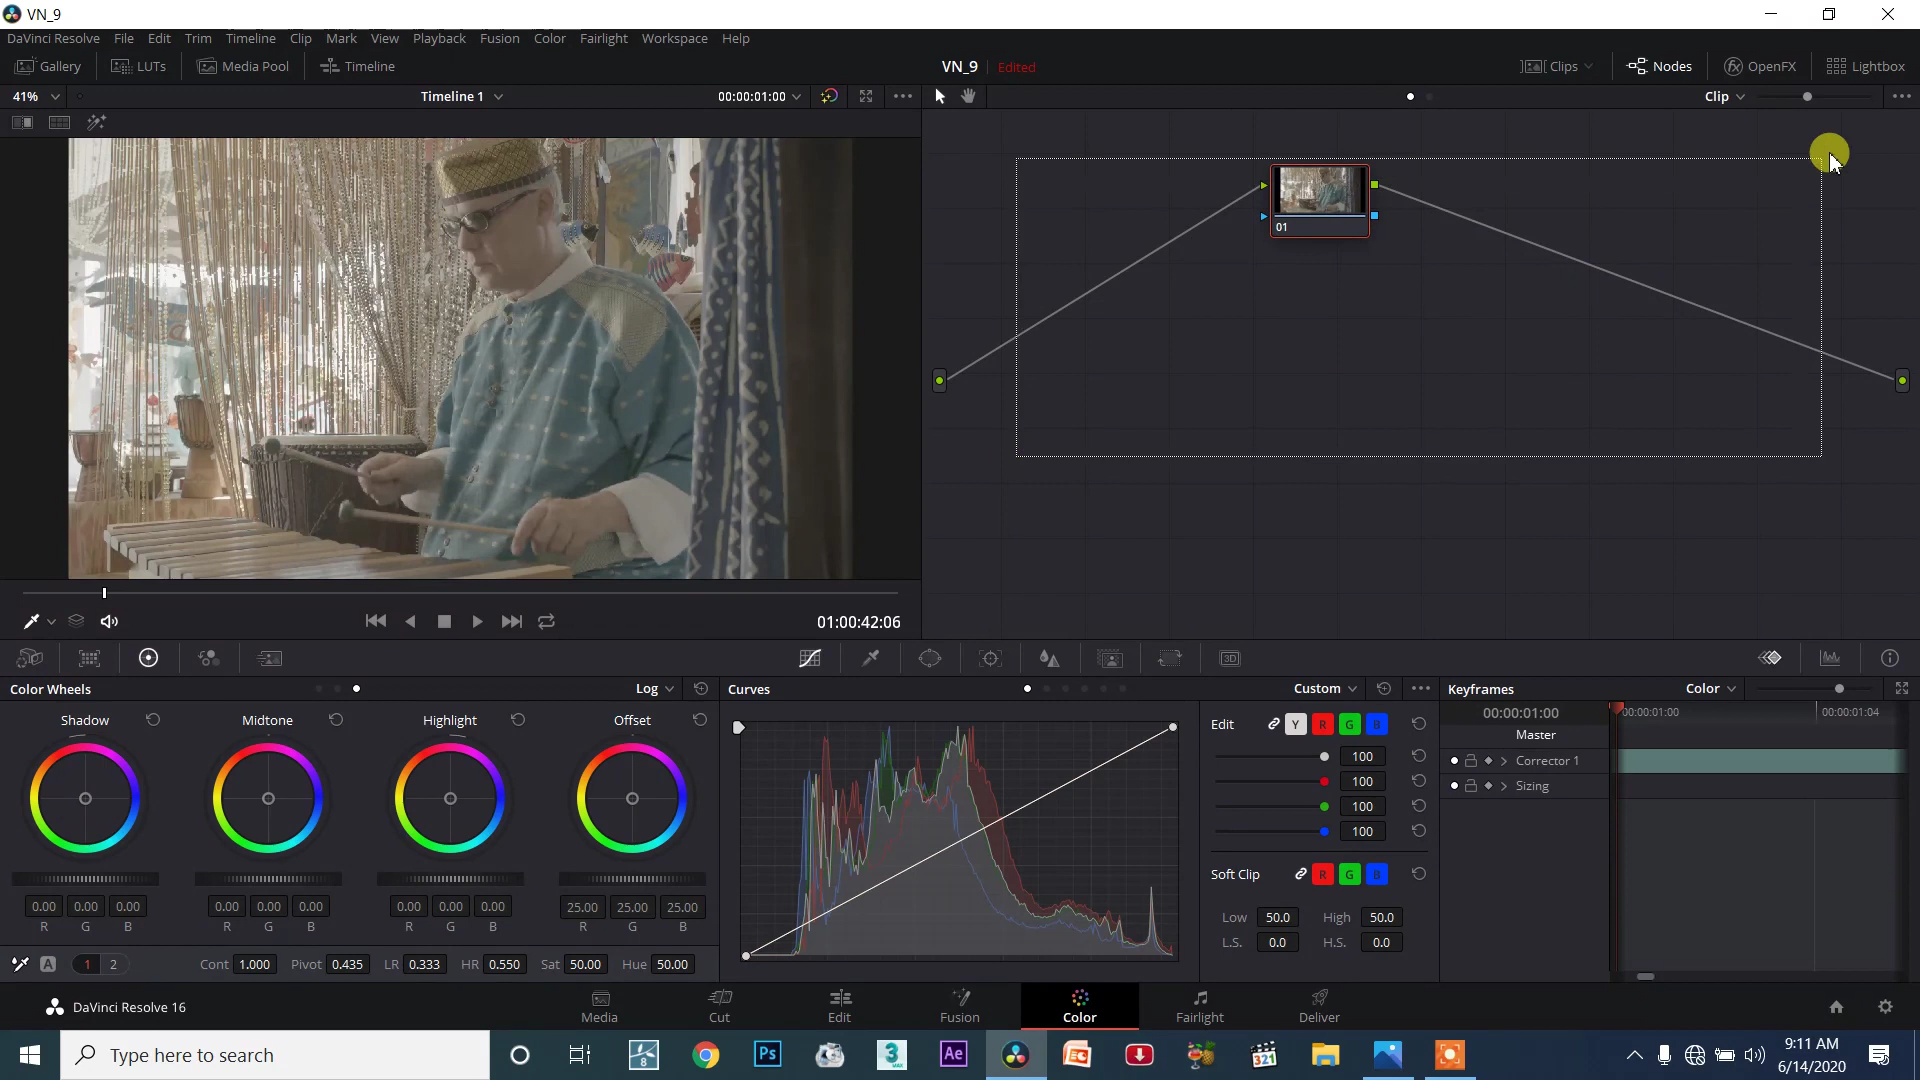 VN_9
DaVinci Resolve File Edit Trim Timeline Clip Mark View Playback Fusion Color Fairlight Workspace Help
Gallery LUTs Media Pool Timeline VN_9 Edited Clips Nodes OpenFX Lightbox
41% Timeline 1 00:00:01:00 Clip
01
01:00:42:06
3D
Color Wheels Log Curves Custom Keyframes Color
Shadow Midtone Highlight Offset
Edit Y R G B
100
100
100
100
Soft Clip R G B
Low 50.0 High 50.0
L.S. 0.0 H.S. 0.0
00:00:01:00 00:00:01:00 00:00:01:04
Master
Corrector 1
Sizing
0.00 0.00 0.00 0.00 0.00 0.00 0.00 0.00 0.00 25.00 25.00 25.00
R G B R G B R G B R G B
A 1 2 Cont 1.000 Pivot 0.435 LR 0.333 HR 0.550 Sat 50.00 Hue 50.00
DaVinci Resolve 16 Media Cut Edit Fusion Color Fairlight Deliver
Type here to search
8
Ps
3
MAX
Ae
321
9:11 AM
6/14/2020